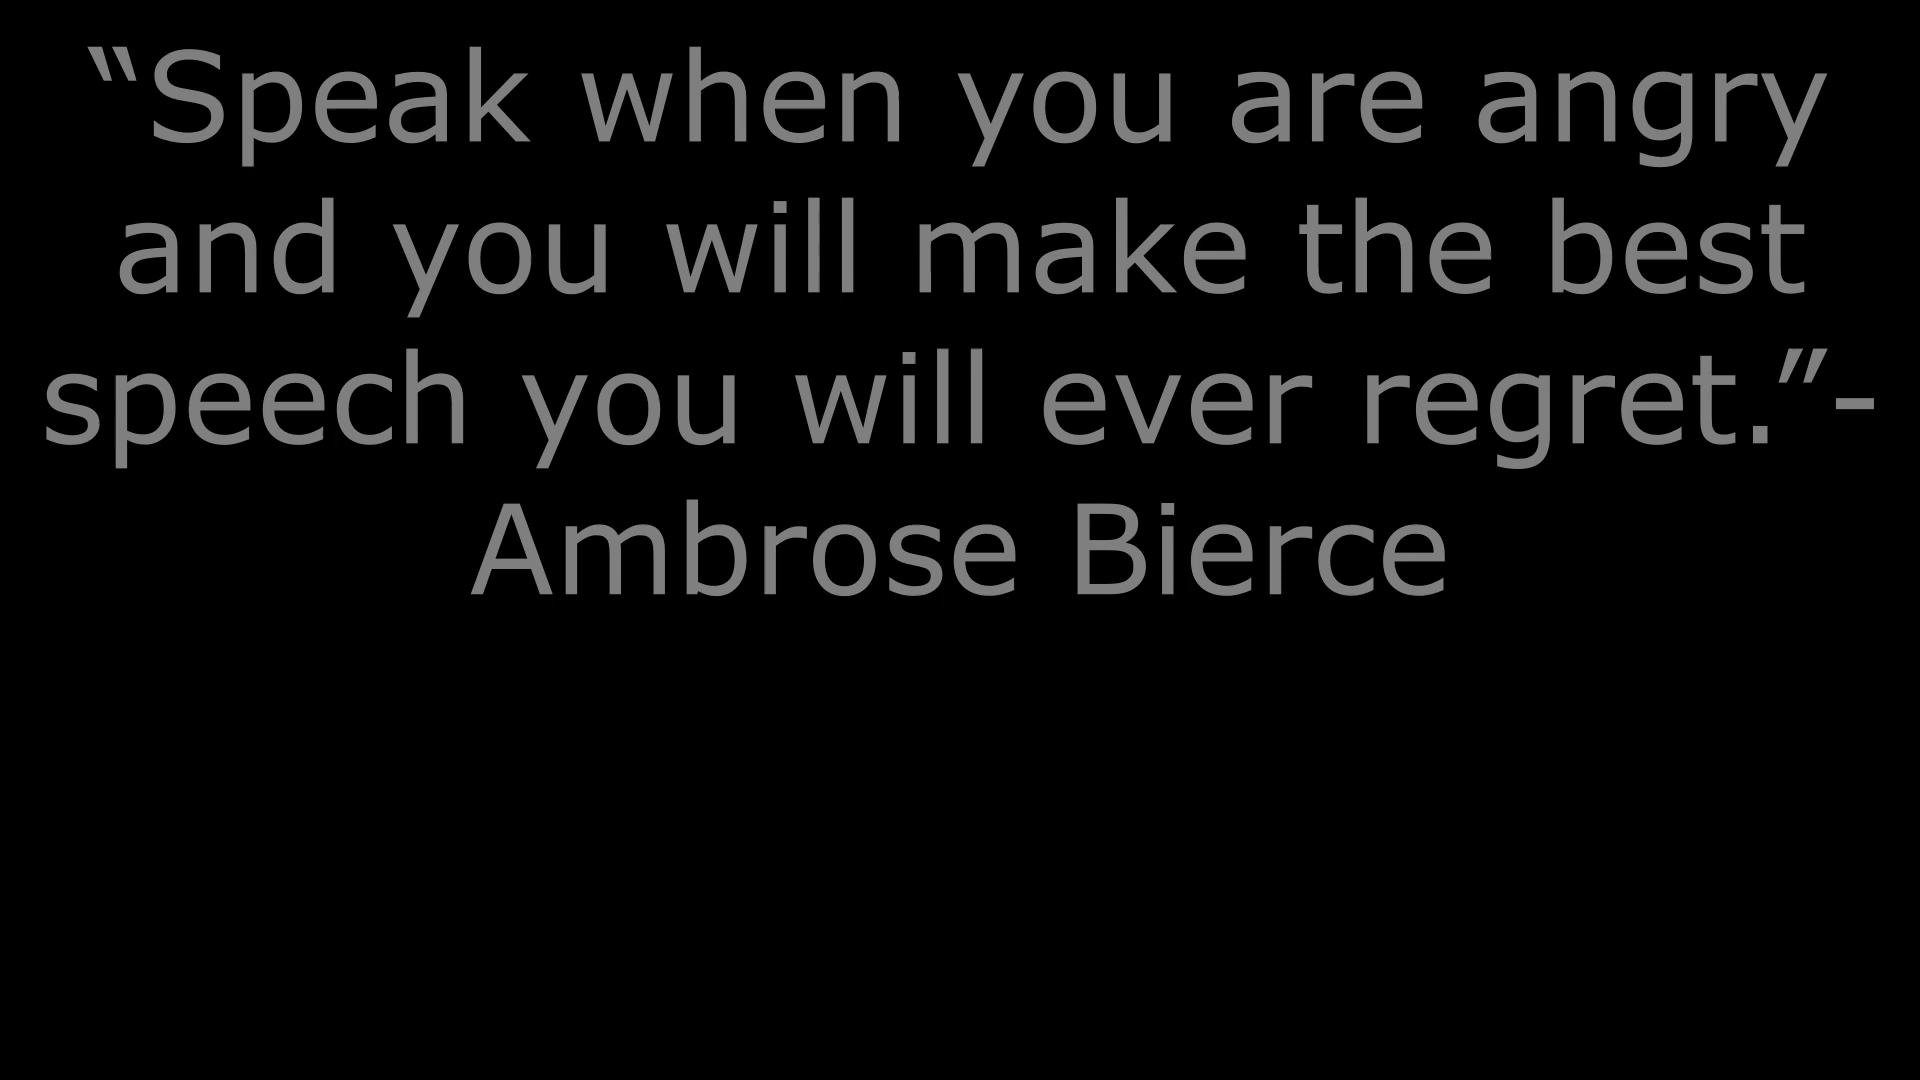 “Speak when you are angry
and you will make the best
speech you will ever regret.”-
Ambrose Bierce